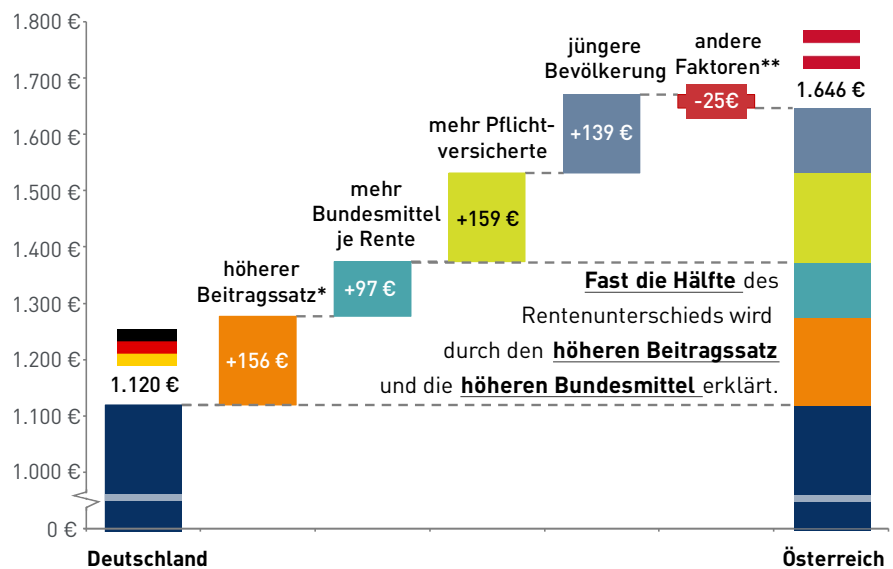 1.800 €
1.700 €
1.600 €
1.500 €
1.400 €
1.300 €
1.200 €
1.100 €
1.000 €
0 €
1.120 €
höherer
Beitragssatz*
+156 €
mehr
Bundesmittel
je Rente
+97 €
mehr Pflicht-
versicherte
+159 €
jüngere
Bevölkerung
+139 €
andere
Faktoren**
-25€
1.646 €
Fast die Hälfte des
Rentenunterschieds wird
durch den höheren Beitragssatz
und die höheren Bundesmittel erklärt.
Deutschland
Österreich